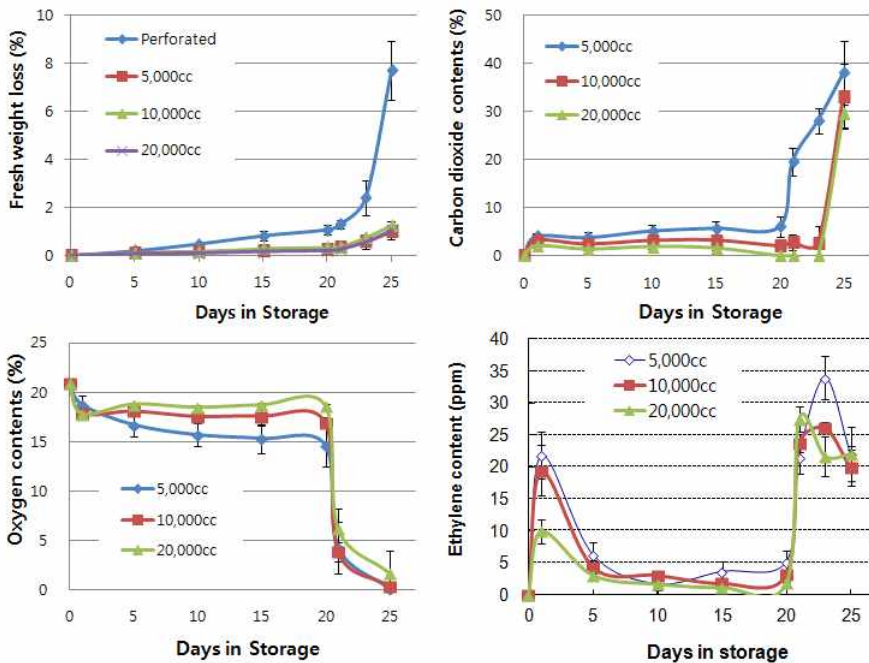 Fresh weight loss (%)
10
8
6
4
2
0
Perforated
5,000cc
10,000cc
20,000cc
0 5 10 15 20 25
Days in Storage
Carbon dioxide contents (%)
50
40
30
20
10
0
5,000cc
10,000cc
20,000cc
0 5 10 15 20 25
Days in Storage
Oxygen contents (%)
25
20
15
10
5
0
5,000cc
10,000cc
20,000cc
0 5 10 15 20 25
Days in Storage
Ethylene content (ppm)
40
35
30
25
20
15
10
5
0
5,000cc
10,000cc
20,000cc
0 5 10 15 20 25
Days in storage